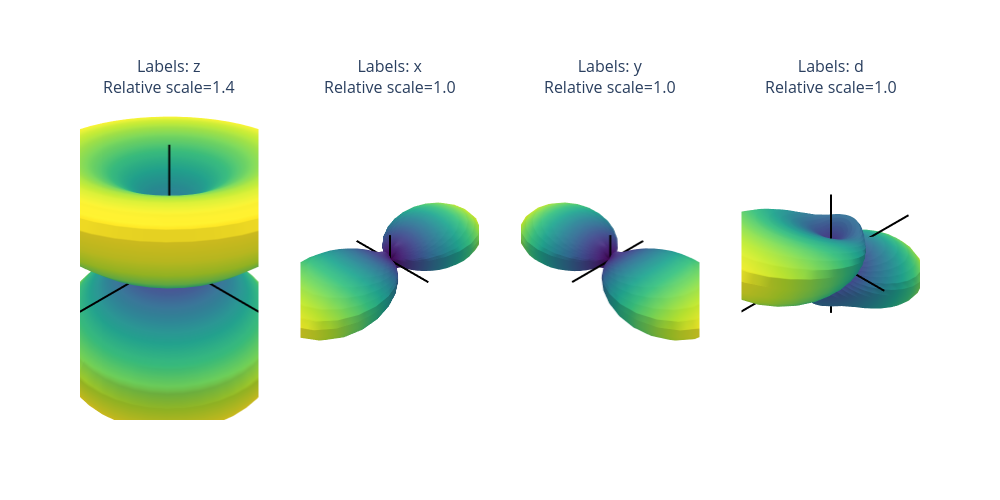 Labels: z
Relative scale=1.4
Labels: x
Relative scale=1.0
Labels: y
Relative scale=1.0
Labels: d
Relative scale=1.0